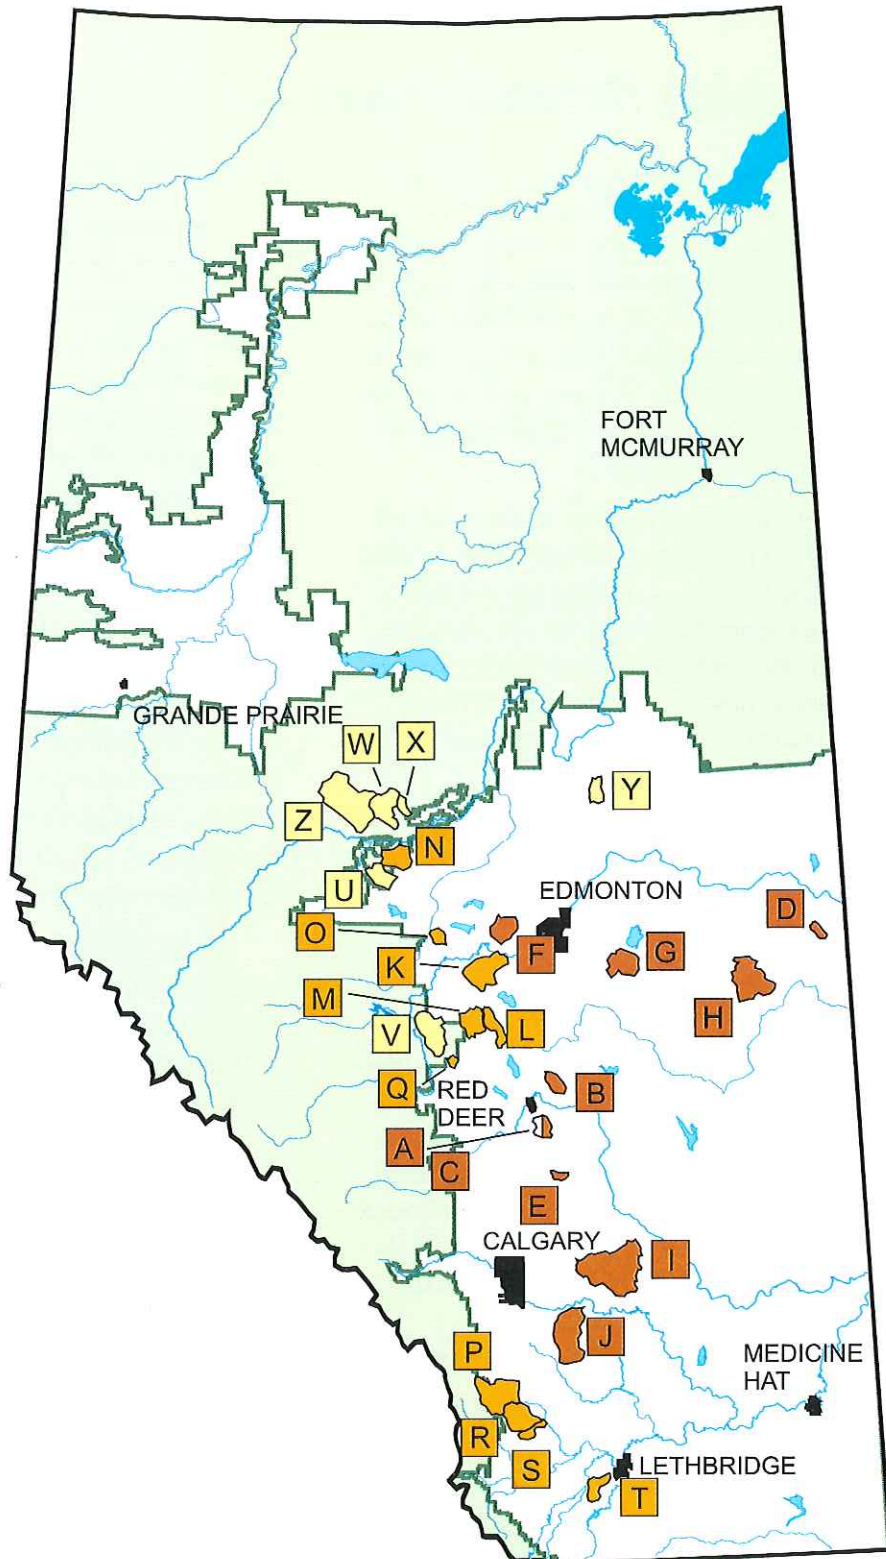 FORT
MCMURRAY
GRANDE PRAIRIE
W
X
Z
Y
N
U
EDMONTON
D
O
F
G
K
M
H
V
L
Q
RED
DEER
B
A
C
E
CALGARY
I
J
P
MEDICINE
HAT
R
S
LETHBRIDGE
T